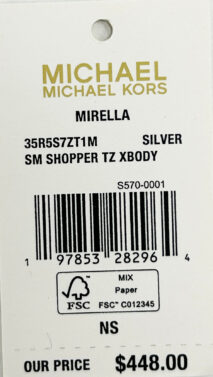 MICHAEL
MICHAEL KORS
MIRELLA
35R5S7ZT1M SILVER
SM SHOPPER TZ XBODY
S570-0001
1 97853 28296 4
FSC
MIX
Paper
FSC™ C012345
NS
OUR PRICE $448.00